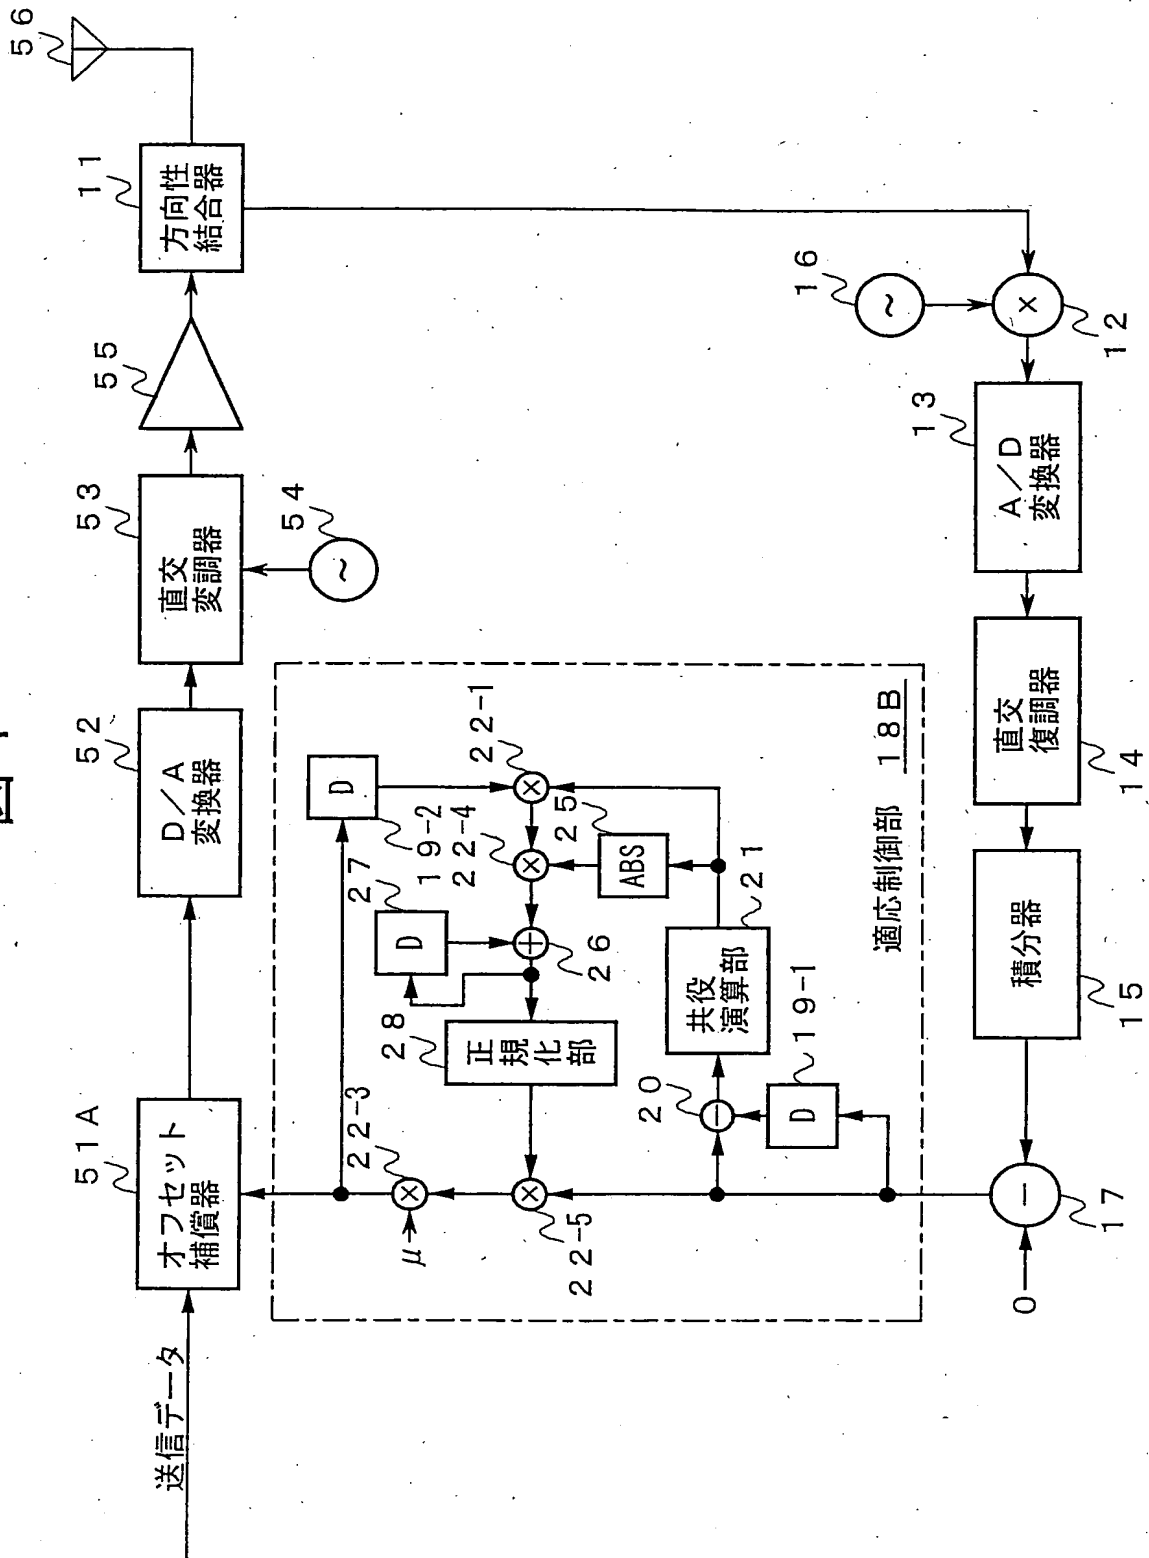 図
送信データ
51A
オフセット
補償器
52
D/A
変換器
53
直交
変調器
54
~
55
11
方向性
結合器
56
μ
22-3
22-5
×
×
28
正規化部
27
D
26
+
22-4
×
19-2
D
22-1
×
25
ABS
21
共役
演算部
20
−
19-1
D
適応制御部
18B
0
17
−
15
積分器
14
直交
復調器
13
A/D
変換器
12
×
16
~